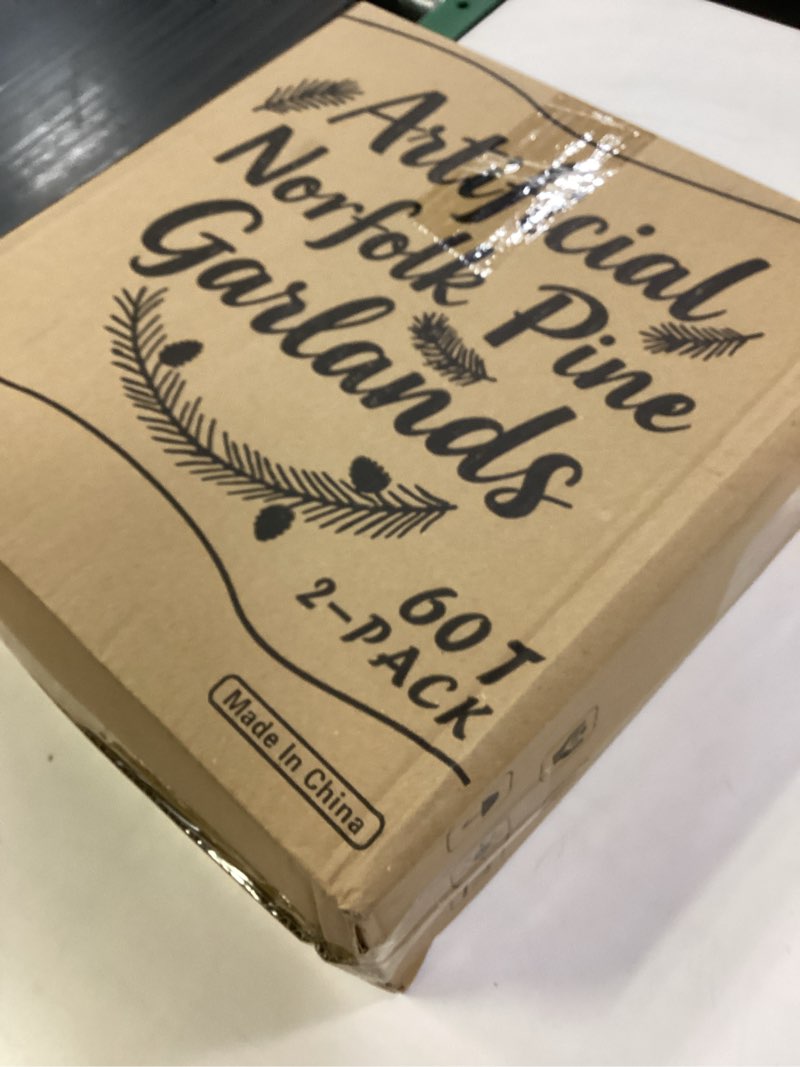 Artificial
Norfolk Pine
Garlands
60T
2-PACK
Made In China